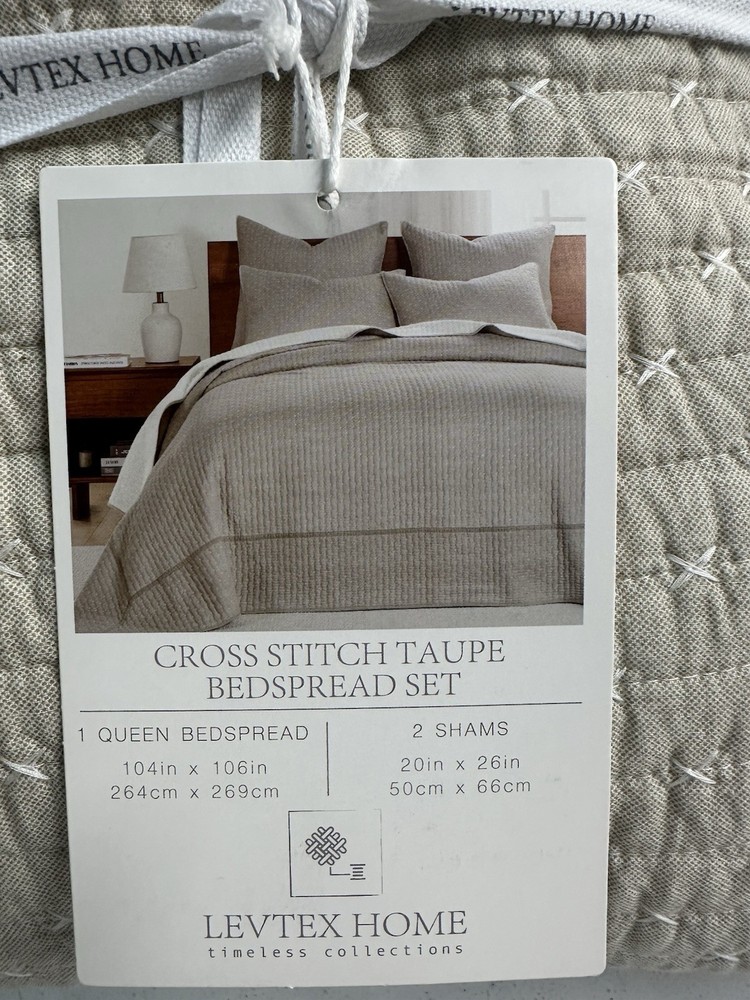 LEVTEX HOME
LEVTEX HOME
CROSS STITCH TAUPE
BEDSPREAD SET
1 QUEEN BEDSPREAD
104in x 106in
264cm x 269cm
2 SHAMS
20in x 26in
50cm x 66cm
LEVTEX HOME
timeless collections